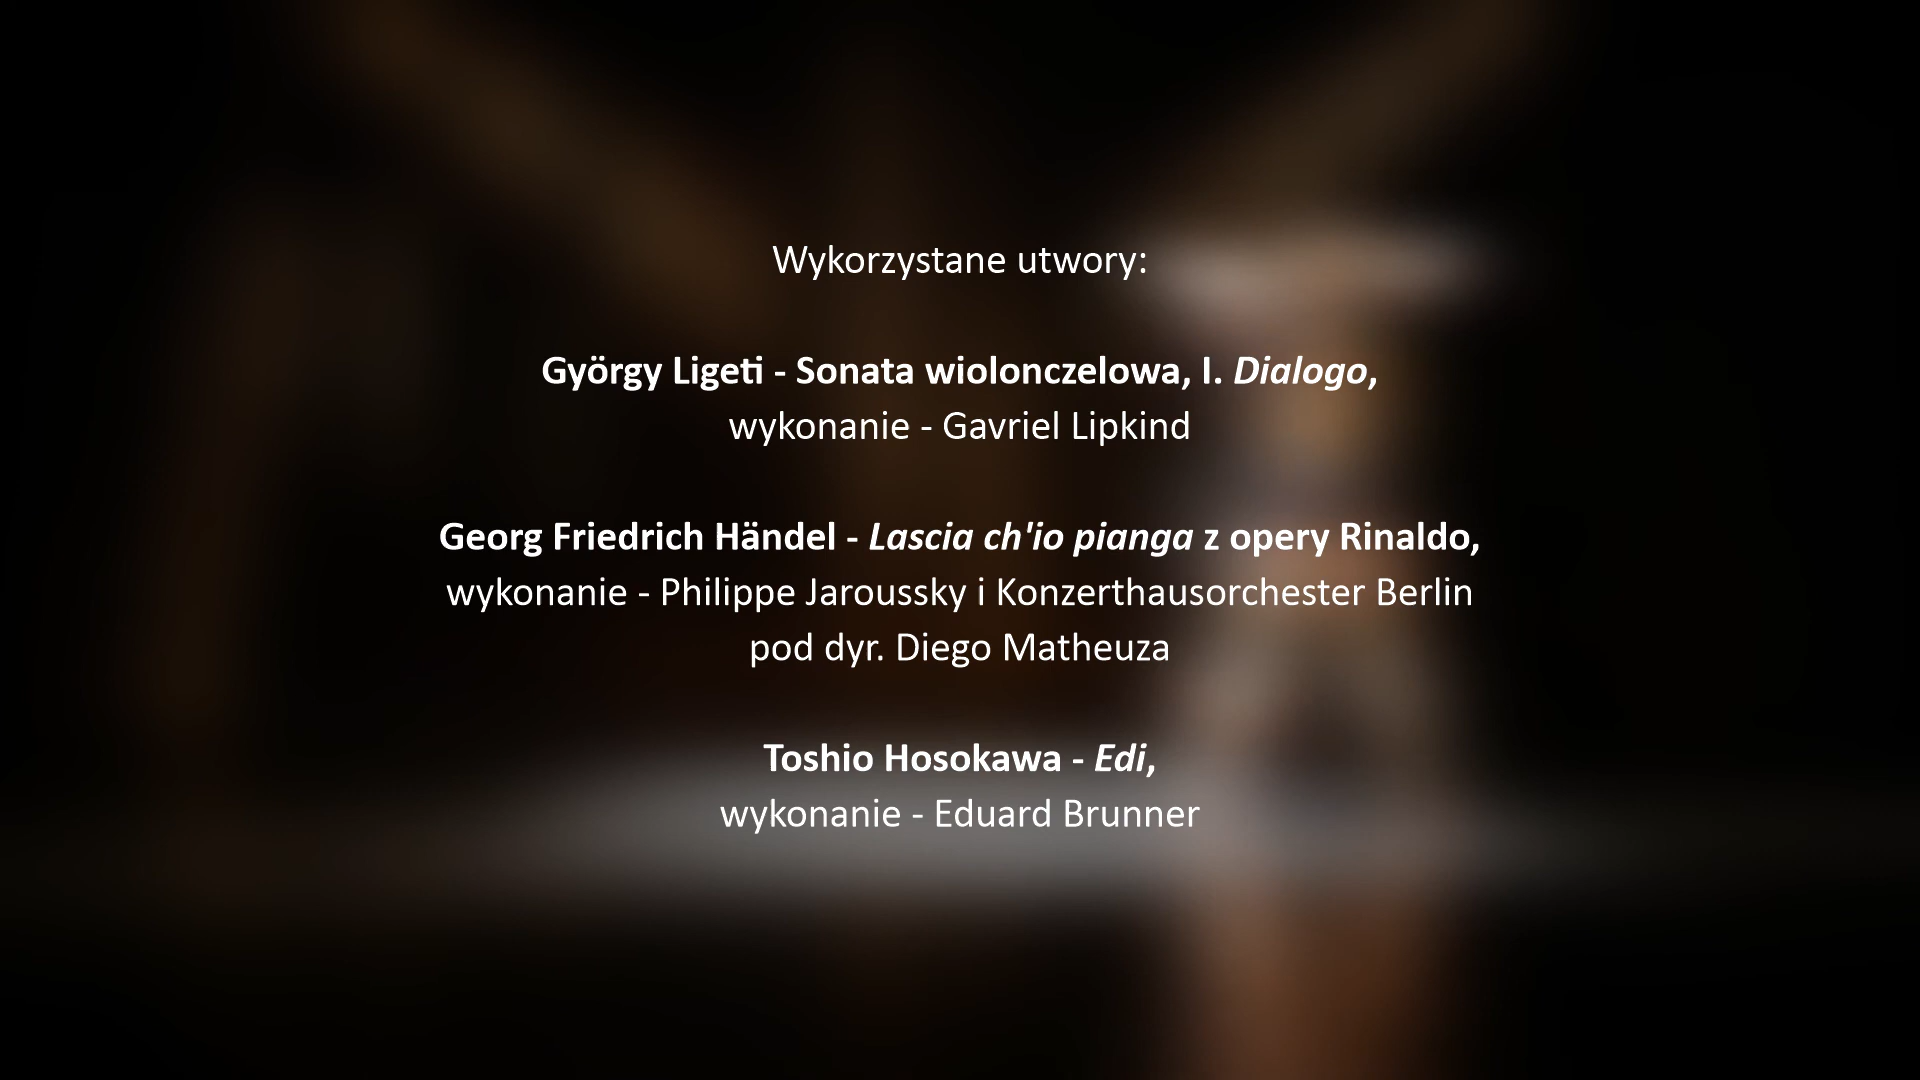 Wykorzystane utwory:
György Ligeti - Sonata wiolonczelowa, I. Dialogo,
wykonanie - Gavriel Lipkind
Georg Friedrich Händel - Lascia ch'io pianga z opery Rinaldo,
wykonanie - Philippe Jaroussky i Konzerthausorchester Berlin
pod dyr. Diego Matheuza
Toshio Hosokawa - Edi,
wykonanie - Eduard Brunner